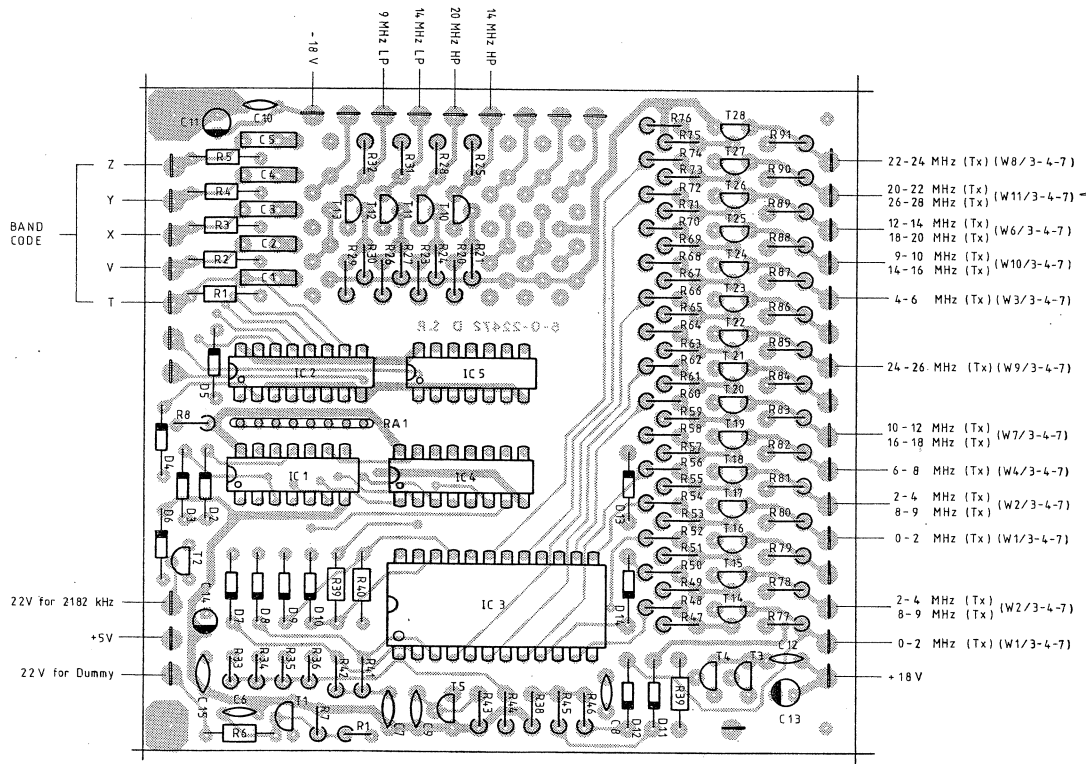 -18 V
9 MHz LP
14 MHz LP
20 MHz HP
14 MHz HP
C11
C10
C5
R5
C4
R4
C3
R3
C2
R2
C1
R1
Z
Y
X
V
T
BAND
CODE
R32
R31
R28
R25
T13
T12
T11
T10
R29
R30
R26
R27
R23
R24
R20
R21
6-0-22472 D S.R.
D5
IC 2
IC 5
R8
RA1
D4
IC 1
IC 4
D3
D2
D6
T2
C14
22V for 2182 kHz
+5V
22V for Dummy
D7
D8
D9
D10
R39
R40
IC 3
R33
R34
R35
R36
R42
R41
C15
C6
R6
T1
R7
R1
C7
C9
T5
R43
R44
R38
R45
R46
C8
D12
D11
R39
T4
T3
C12
C13
D13
D14
R76
R75
R74
R73
R72
R71
R70
R69
R68
R67
R66
R65
R64
R63
R62
R61
R60
R59
R58
R57
R56
R55
R54
R53
R52
R51
R50
R49
R48
R47
T28
T27
T26
T25
T24
T23
T22
T21
T20
T19
T18
T17
T16
T15
T14
R91
R90
R89
R88
R87
R86
R85
R84
R83
R82
R81
R80
R79
R78
R77
22-24 MHz (Tx) (W8/3-4-7)
20-22 MHz (Tx)
26-28 MHz (Tx) (W11/3-4-7)
12-14 MHz (Tx)
18-20 MHz (Tx) (W6/3-4-7)
9-10 MHz (Tx)
14-16 MHz (Tx) (W10/3-4-7)
4-6 MHz (Tx) (W3/3-4-7)
24-26 MHz (Tx) (W9/3-4-7)
10-12 MHz (Tx)
16-18 MHz (Tx) (W7/3-4-7)
6-8 MHz (Tx) (W4/3-4-7)
2-4 MHz (Tx)
8-9 MHz (Tx) (W2/3-4-7)
0-2 MHz (Tx) (W1/3-4-7)
2-4 MHz (Tx)
8-9 MHz (Tx) (W2/3-4-7)
0-2 MHz (Tx) (W1/3-4-7)
+18V